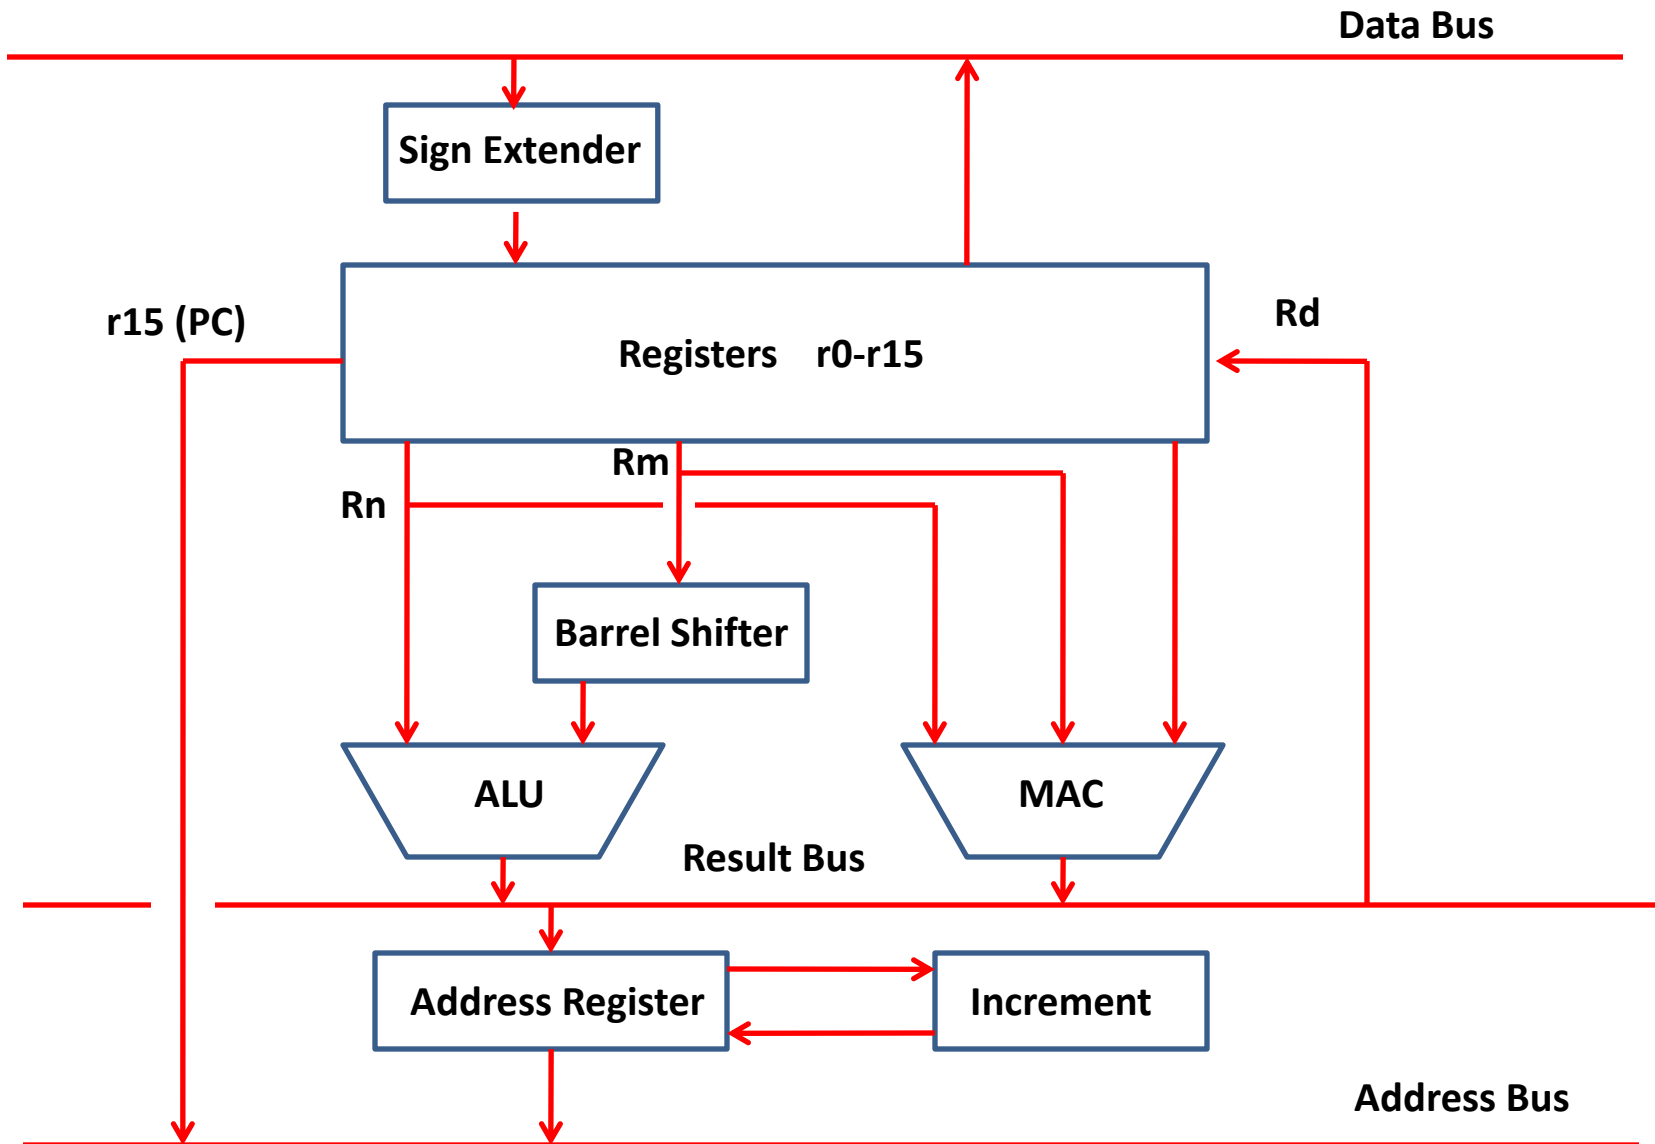 Data Bus
Sign Extender
r15 (PC)
Rd
Registers r0-r15
Rm
Rn
Barrel Shifter
ALU
MAC
Result Bus
Address Register
Increment
Address Bus